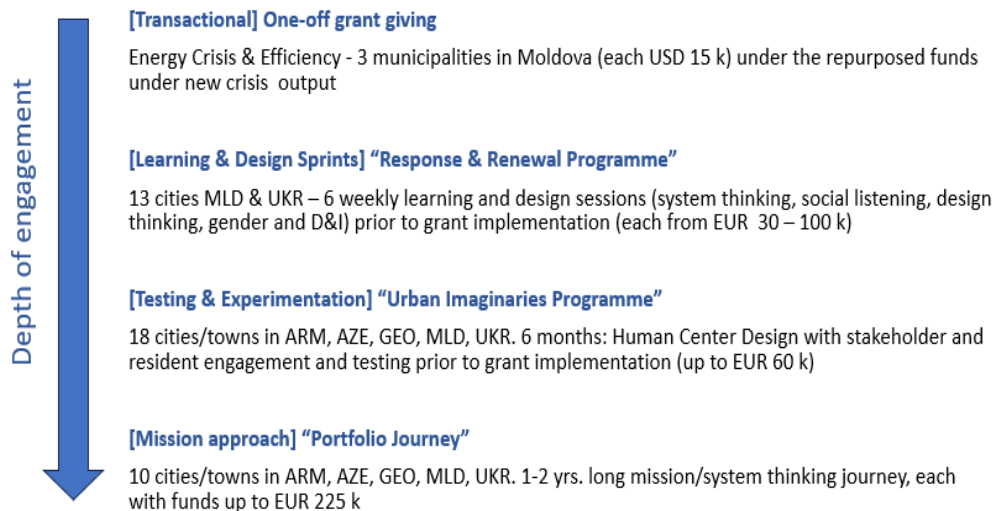 Depth of engagement
[Transactional] One-off grant giving
Energy Crisis & Efficiency - 3 municipalities in Moldova (each USD 15 k) under the repurposed funds
under new crisis output
[Learning & Design Sprints] “Response & Renewal Programme”
13 cities MLD & UKR – 6 weekly learning and design sessions (system thinking, social listening, design
thinking, gender and D&I) prior to grant implementation (each from EUR 30 – 100 k)
[Testing & Experimentation] “Urban Imaginaries Programme”
18 cities/towns in ARM, AZE, GEO, MLD, UKR. 6 months: Human Center Design with stakeholder and
resident engagement and testing prior to grant implementation (up to EUR 60 k)
[Mission approach] “Portfolio Journey”
10 cities/towns in ARM, AZE, GEO, MLD, UKR. 1-2 yrs. long mission/system thinking journey, each
with funds up to EUR 225 k